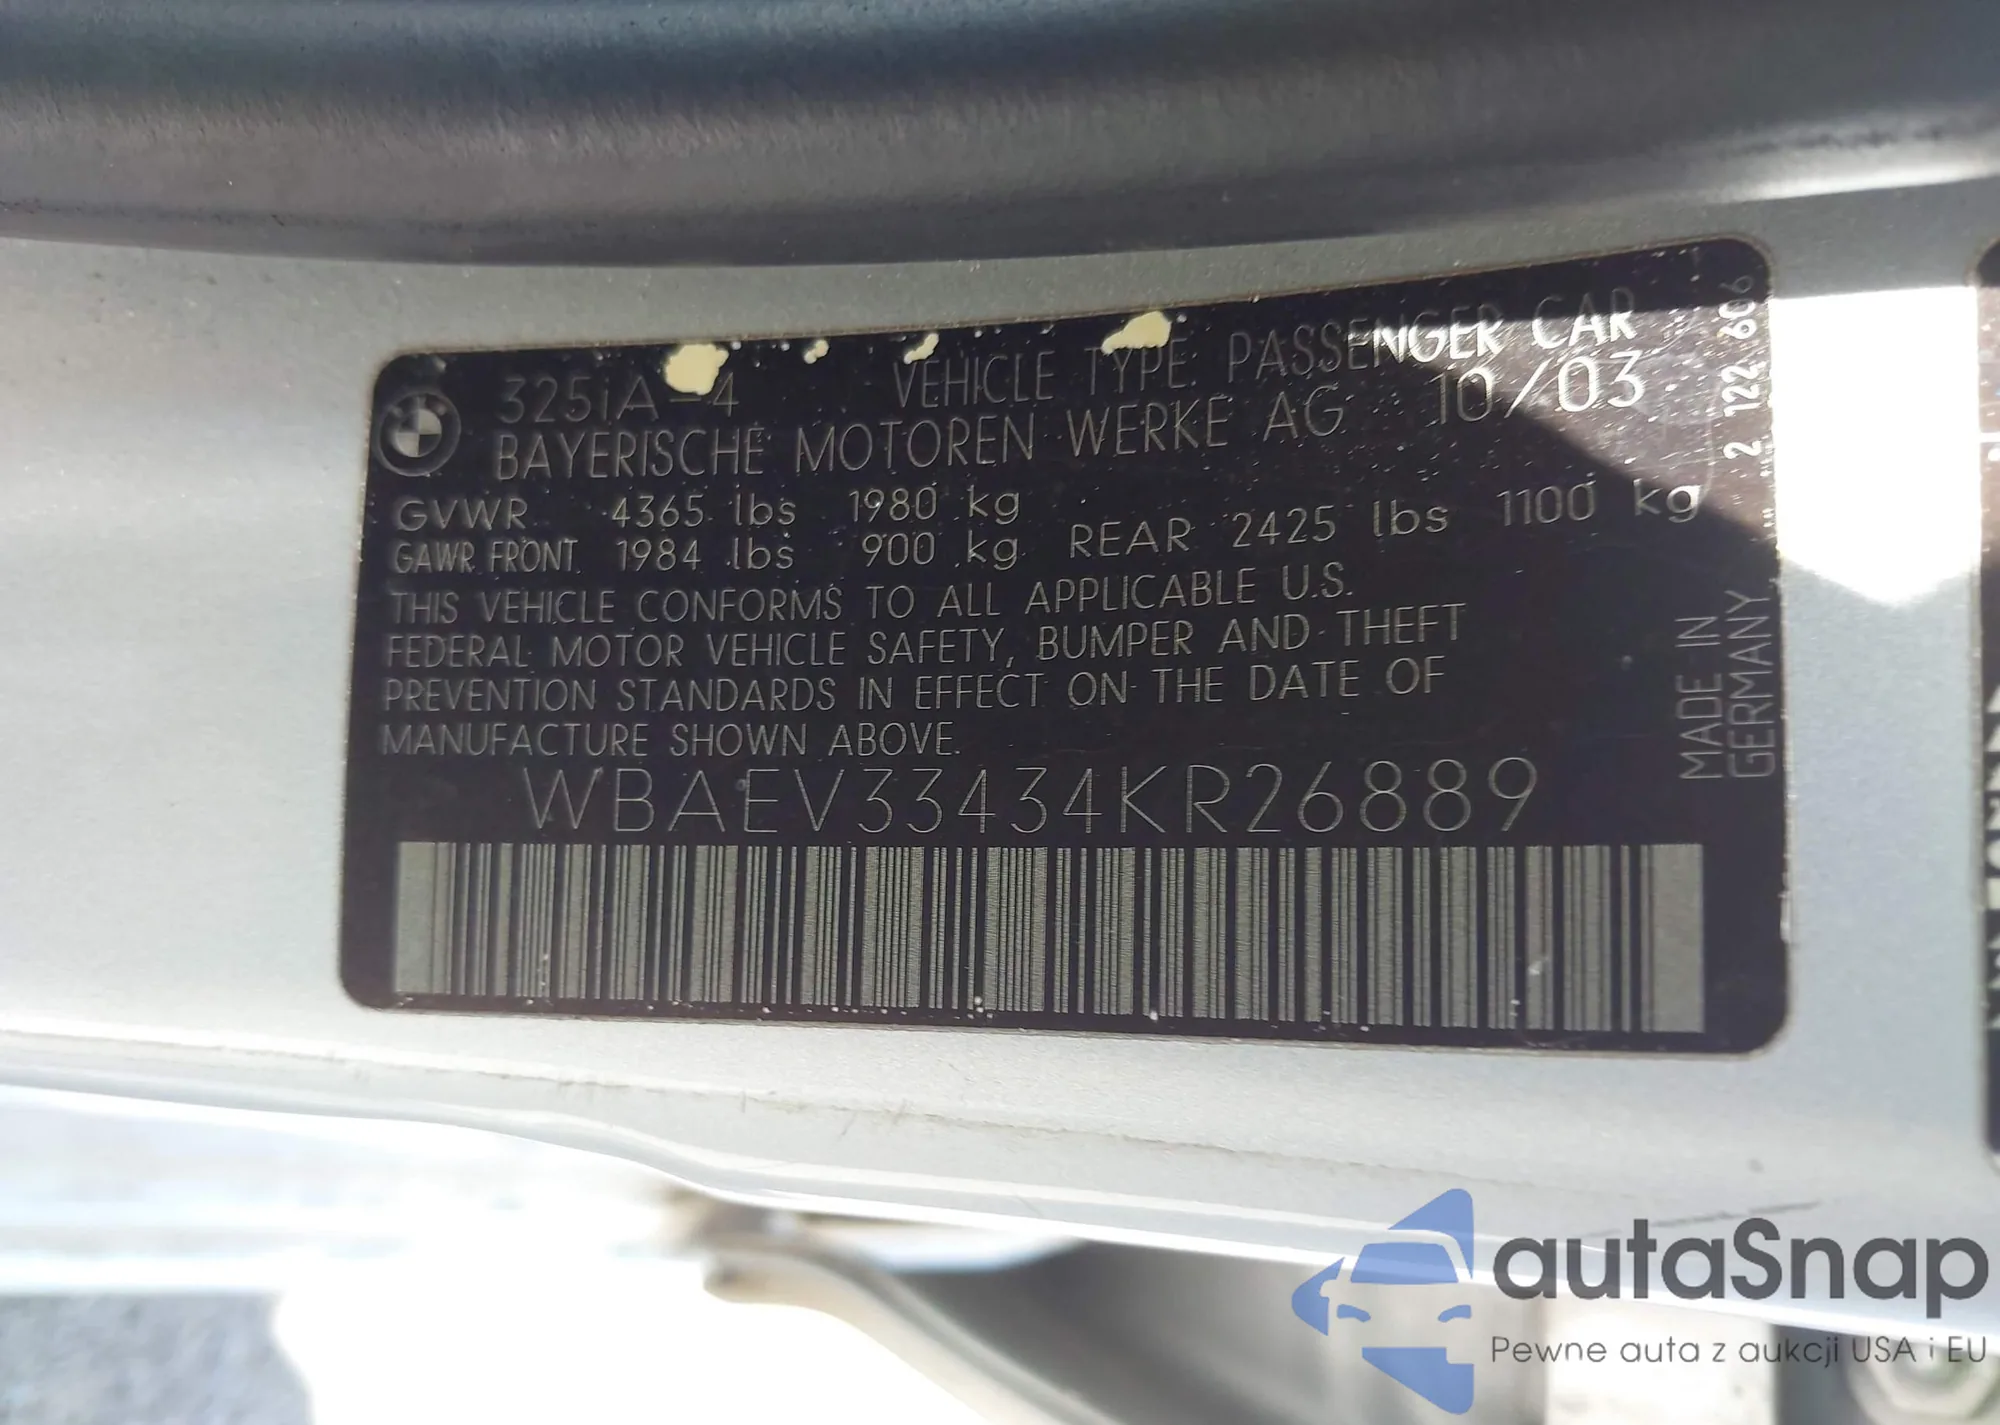 325iA-4 VEHICLE TYPE: PASSENGER CAR
BAYERISCHE MOTOREN WERKE AG 10/03
GVWR 4365 lbs 1980 kg
GAWR FRONT 1984 lbs 900 kg REAR 2425 lbs 1100 kg
THIS VEHICLE CONFORMS TO ALL APPLICABLE U.S.
FEDERAL MOTOR VEHICLE SAFETY, BUMPER AND THEFT
PREVENTION STANDARDS IN EFFECT ON THE DATE OF
MANUFACTURE SHOWN ABOVE.
WBAEV33434KR26889
2 122 606
MADE IN
GERMANY
autaSnap
Pewne auta z aukcji USA i EU